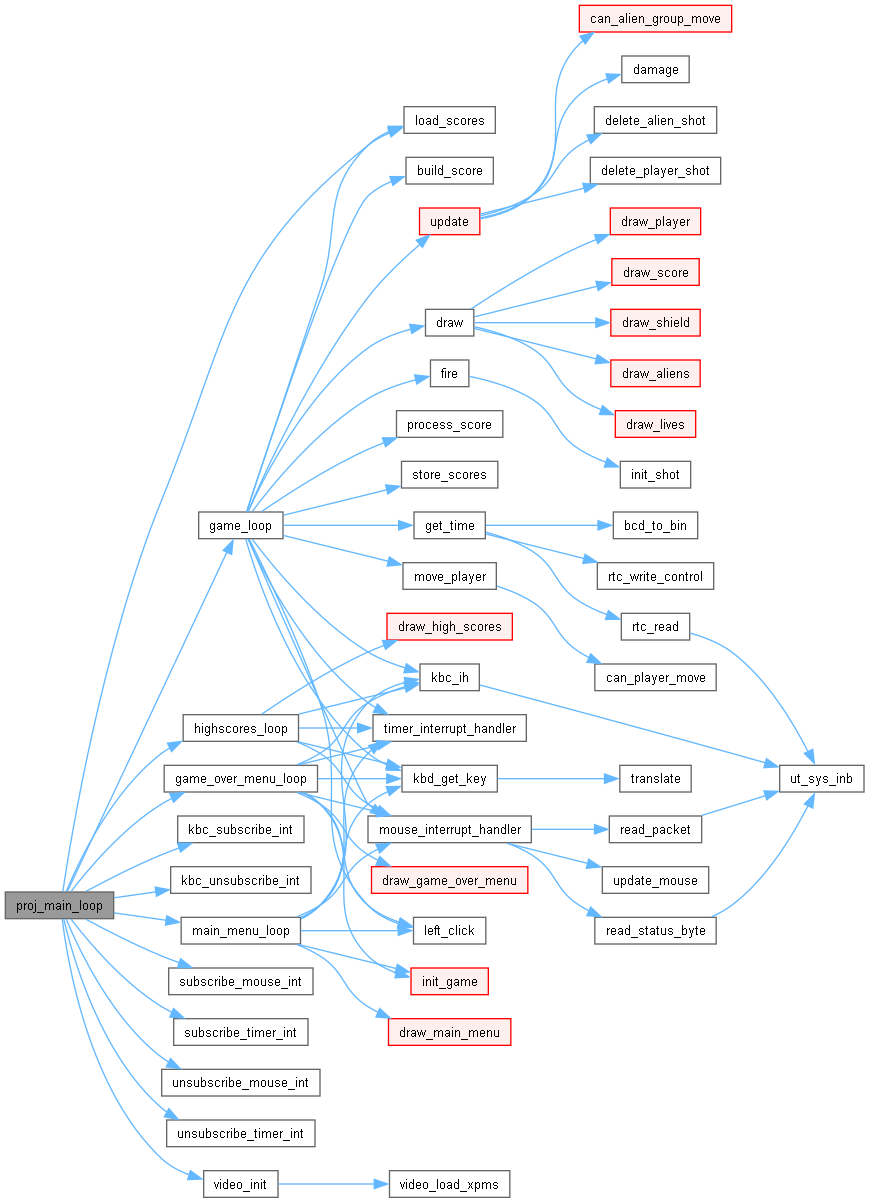 can_alien_group_move
damage
load_scores
delete_alien_shot
build_score
delete_player_shot
update
draw_player
draw_score
draw
draw_shield
fire
draw_aliens
process_score
draw_lives
store_scores
init_shot
game_loop
get_time
bcd_to_bin
move_player
rtc_write_control
draw_high_scores
rtc_read
kbc_ih
can_player_move
highscores_loop
timer_interrupt_handler
game_over_menu_loop
kbd_get_key
translate
ut_sys_inb
kbc_subscribe_int
mouse_interrupt_handler
read_packet
kbc_unsubscribe_int
draw_game_over_menu
update_mouse
proj_main_loop
main_menu_loop
left_click
read_status_byte
subscribe_mouse_int
init_game
subscribe_timer_int
draw_main_menu
unsubscribe_mouse_int
unsubscribe_timer_int
video_init
video_load_xpms